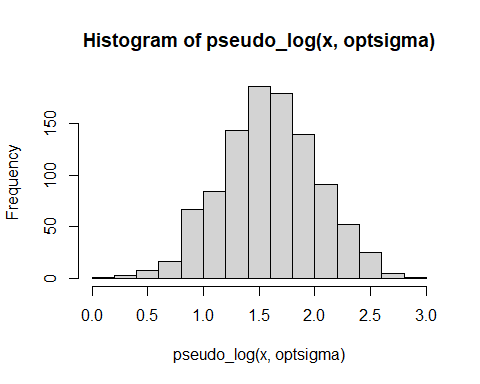 Histogram of pseudo_log(x, optsigma)
Frequency
150
100
50
0
0.0 0.5 1.0 1.5 2.0 2.5 3.0
pseudo_log(x, optsigma)